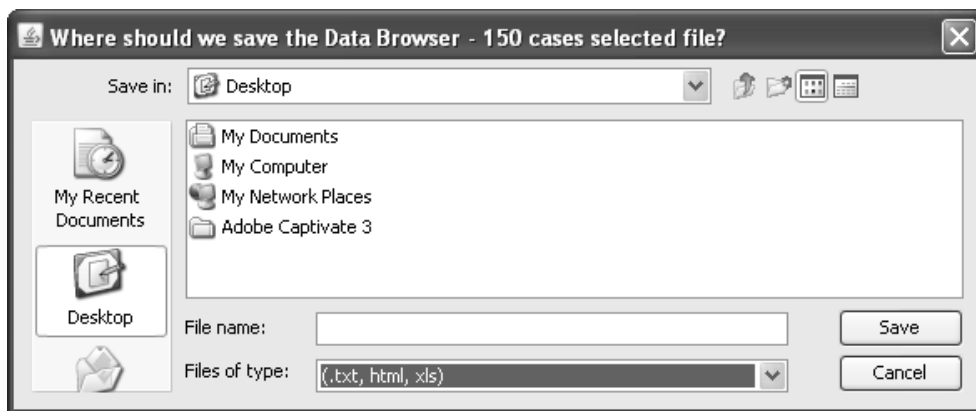 Where should we save the Data Browser - 150 cases selected file?
Save in:
Desktop
My Recent
Documents
Desktop
My Documents
My Computer
My Network Places
Adobe Captivate 3
File name:
Save
Files of type:
(.txt, html, xls)
Cancel